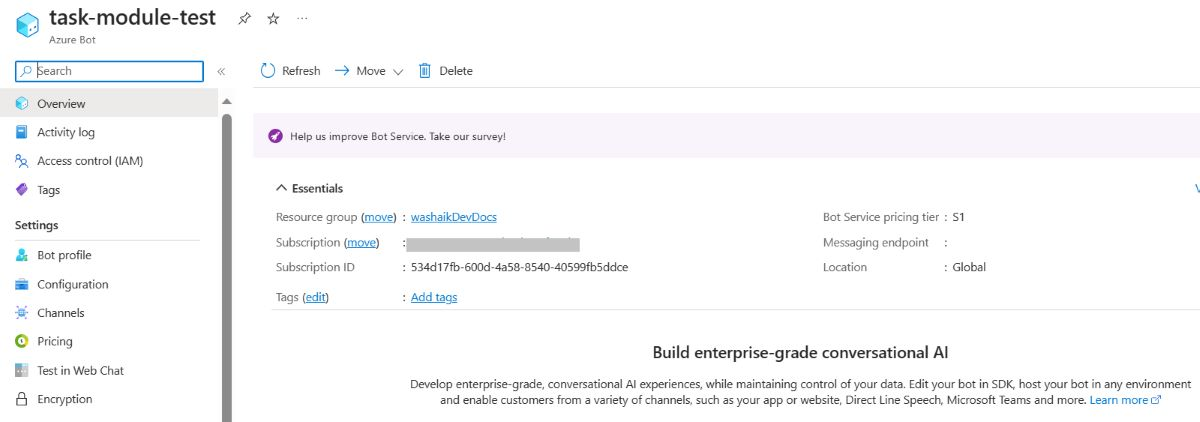 task-module-test
Azure Bot
Search
Refresh Move Delete
Overview
Activity log
Access control (IAM)
Tags
Settings
Bot profile
Configuration
Channels
Pricing
Test in Web Chat
Encryption
Help us improve Bot Service. Take our survey!
Essentials
Resource group (move) : washaikDevDocs
Subscription (move) :
Subscription ID : 534d17fb-600d-4a58-8540-40599fb5ddce
Tags (edit) : Add tags
Bot Service pricing tier : S1
Messaging endpoint :
Location : Global
Build enterprise-grade conversational AI
Develop enterprise-grade, conversational AI experiences, while maintaining control of your data. Edit your bot in SDK, host your bot in any environment
and enable customers from a variety of channels, such as your app or website, Direct Line Speech, Microsoft Teams and more. Learn more